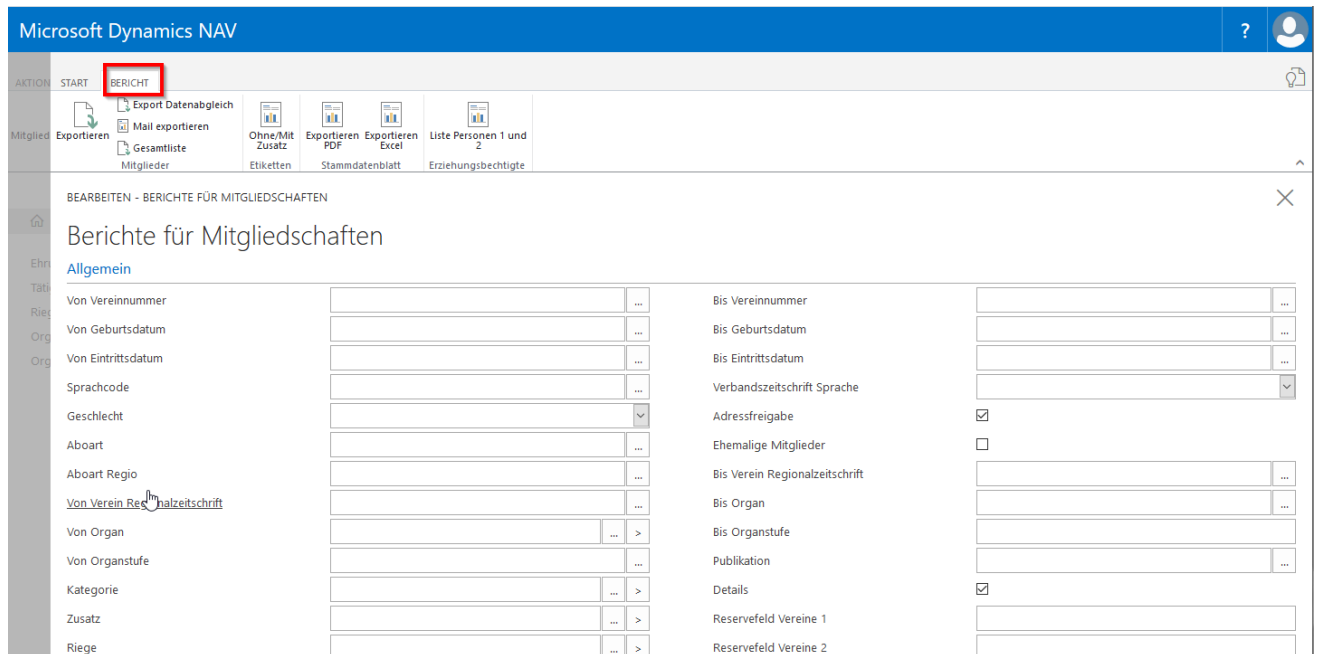 Microsoft Dynamics NAV
?
AKTION START BERICHT
Mitglied Exportieren
Export Datenabgleich
Mail exportieren
Gesamtliste
Mitglieder
Ohne/Mit
Zusatz
Etiketten
Exportieren
PDF
Exportieren
Excel
Stammdatenblatt
Liste Personen 1 und
2
Erziehungsbechtigte
BEARBEITEN - BERICHTE FÜR MITGLIEDSCHAFTEN
Berichte für Mitgliedschaften
Allgemein
Ehr
Täti
Rieg
Org
Org
Von Vereinnummer ... Bis Vereinnummer ...
Von Geburtsdatum ... Bis Geburtsdatum ...
Von Eintrittsdatum ... Bis Eintrittsdatum ...
Sprachcode ... Verbandszeitschrift Sprache
Geschlecht Adressfreigabe
Aboart ... Ehemalige Mitglieder
Aboart Regio ... Bis Verein Regionalzeitschrift ...
Von Verein Regionalzeitschrift ... Bis Organ ...
Von Organ ... > Bis Organstufe
Von Organstufe ... Publikation ...
Kategorie ... > Details
Zusatz ... > Reservefeld Vereine 1
Riege ... > Reservefeld Vereine 2